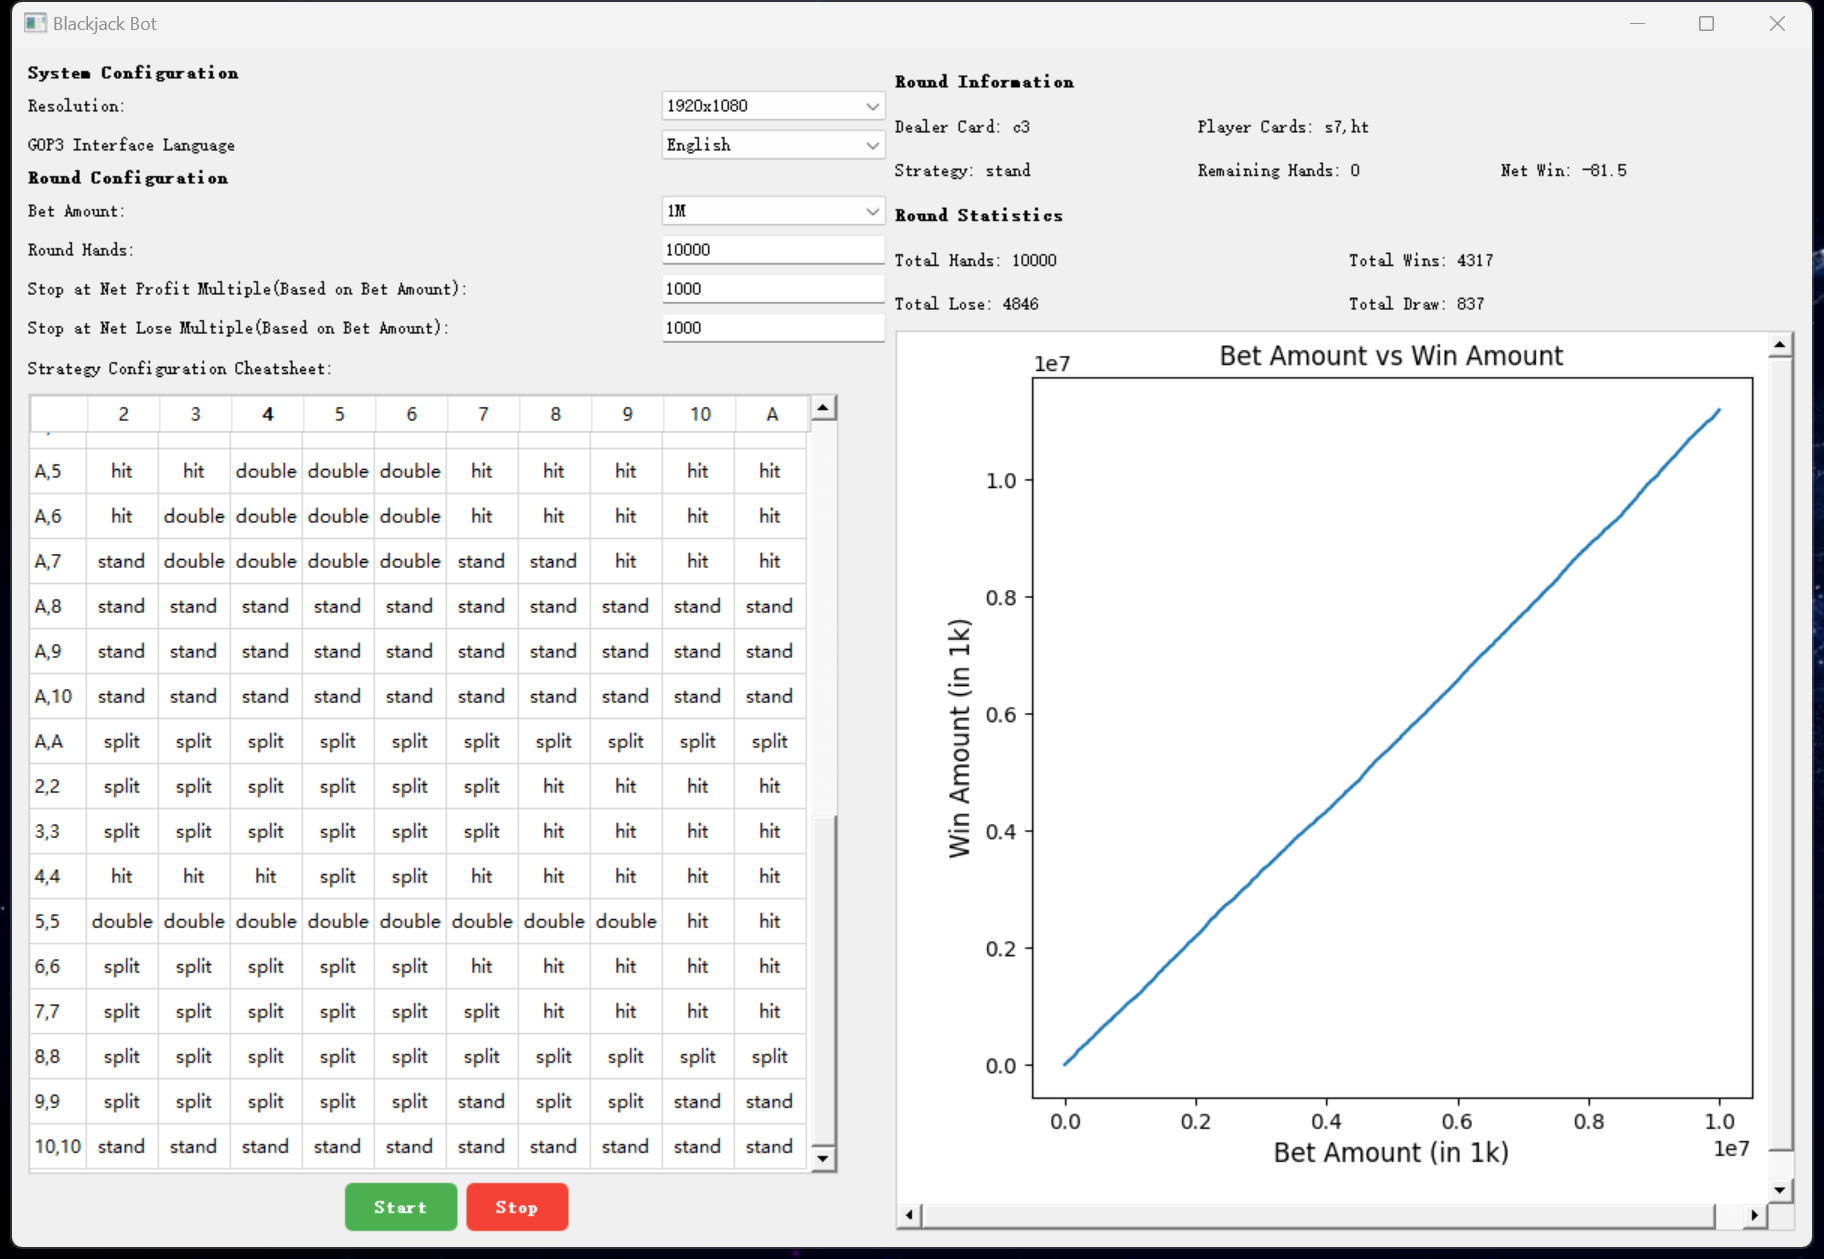 Blackjack Bot
System Configuration
Resolution: 1920x1080
GOP3 Interface Language English
Round Configuration
Bet Amount: 1M
Round Hands: 10000
Stop at Net Profit Multiple(Based on Bet Amount): 1000
Stop at Net Lose Multiple(Based on Bet Amount): 1000
Strategy Configuration Cheatsheet:
2 3 4 5 6 7 8 9 10 A
A,5 hit hit double double double hit hit hit hit hit
A,6 hit double double double double hit hit hit hit hit
A,7 stand double double double double stand stand hit hit hit
A,8 stand stand stand stand stand stand stand stand stand stand
A,9 stand stand stand stand stand stand stand stand stand stand
A,10 stand stand stand stand stand stand stand stand stand stand
A,A split split split split split split split split split split
2,2 split split split split split split hit hit hit hit
3,3 split split split split split split hit hit hit hit
4,4 hit hit hit split split hit hit hit hit hit
5,5 double double double double double double double double hit hit
6,6 split split split split split hit hit hit hit hit
7,7 split split split split split split hit hit hit hit
8,8 split split split split split split split split split split
9,9 split split split split split stand split split stand stand
10,10 stand stand stand stand stand stand stand stand stand stand
Start Stop
Round Information
Dealer Card: c3 Player Cards: s7,ht
Strategy: stand Remaining Hands: 0 Net Win: -81.5
Round Statistics
Total Hands: 10000 Total Wins: 4317
Total Lose: 4846 Total Draw: 837
Bet Amount vs Win Amount
1e7
1.0
0.8
0.6
0.4
0.2
0.0
Win Amount (in 1k)
0.0 0.2 0.4 0.6 0.8 1.0
1e7
Bet Amount (in 1k)